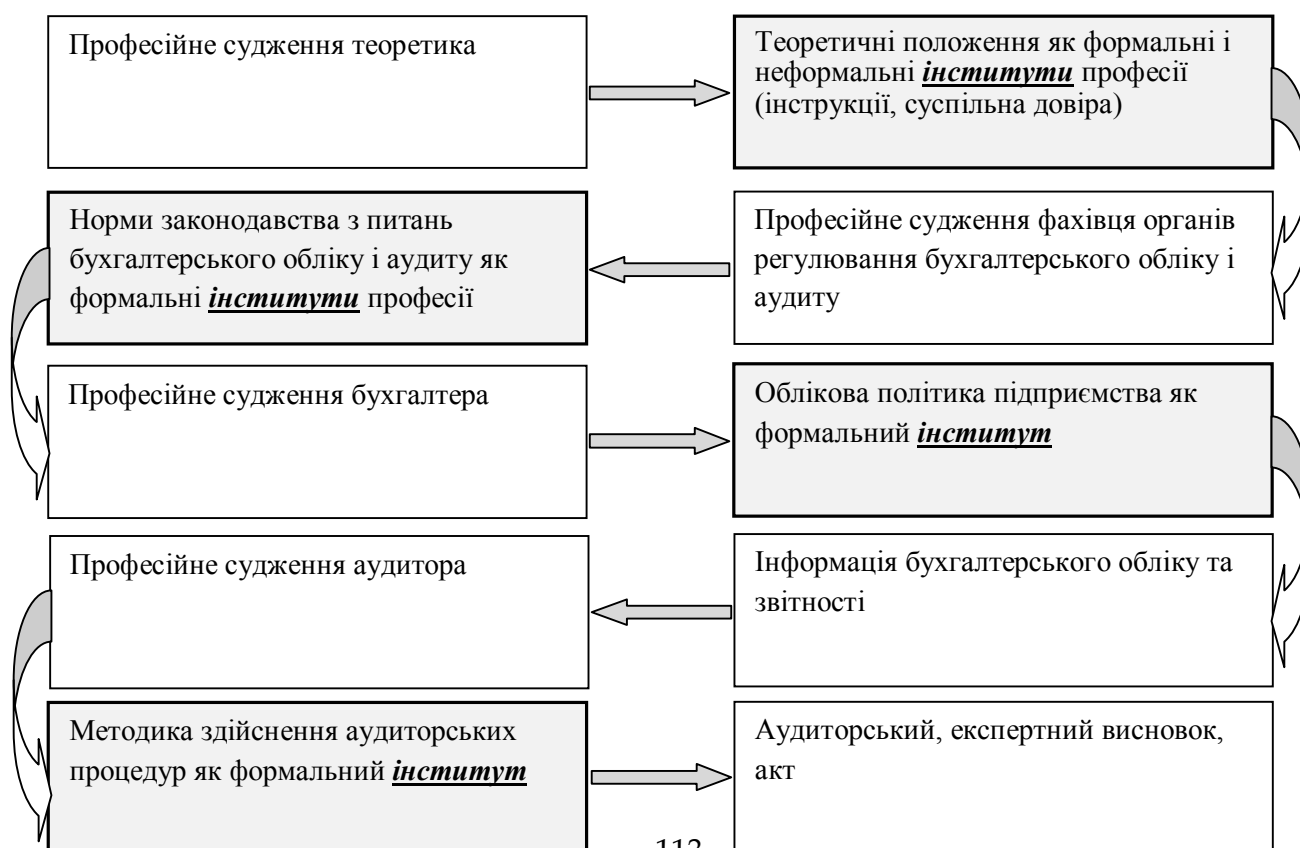 Професійне судження теоретика
Теоретичні положення як формальні і
неформальні інститути професії
(інструкції, суспільна довіра)
Норми законодавства з питань
бухгалтерського обліку і аудиту як
формальні інститути професії
Професійне судження фахівця органів
регулювання бухгалтерського обліку і
аудиту
Професійне судження бухгалтера
Облікова політика підприємства як
формальний інститут
Професійне судження аудитора
Інформація бухгалтерського обліку та
звітності
Методика здійснення аудиторських
процедур як формальний інститут
Аудиторський, експертний висновок,
акт